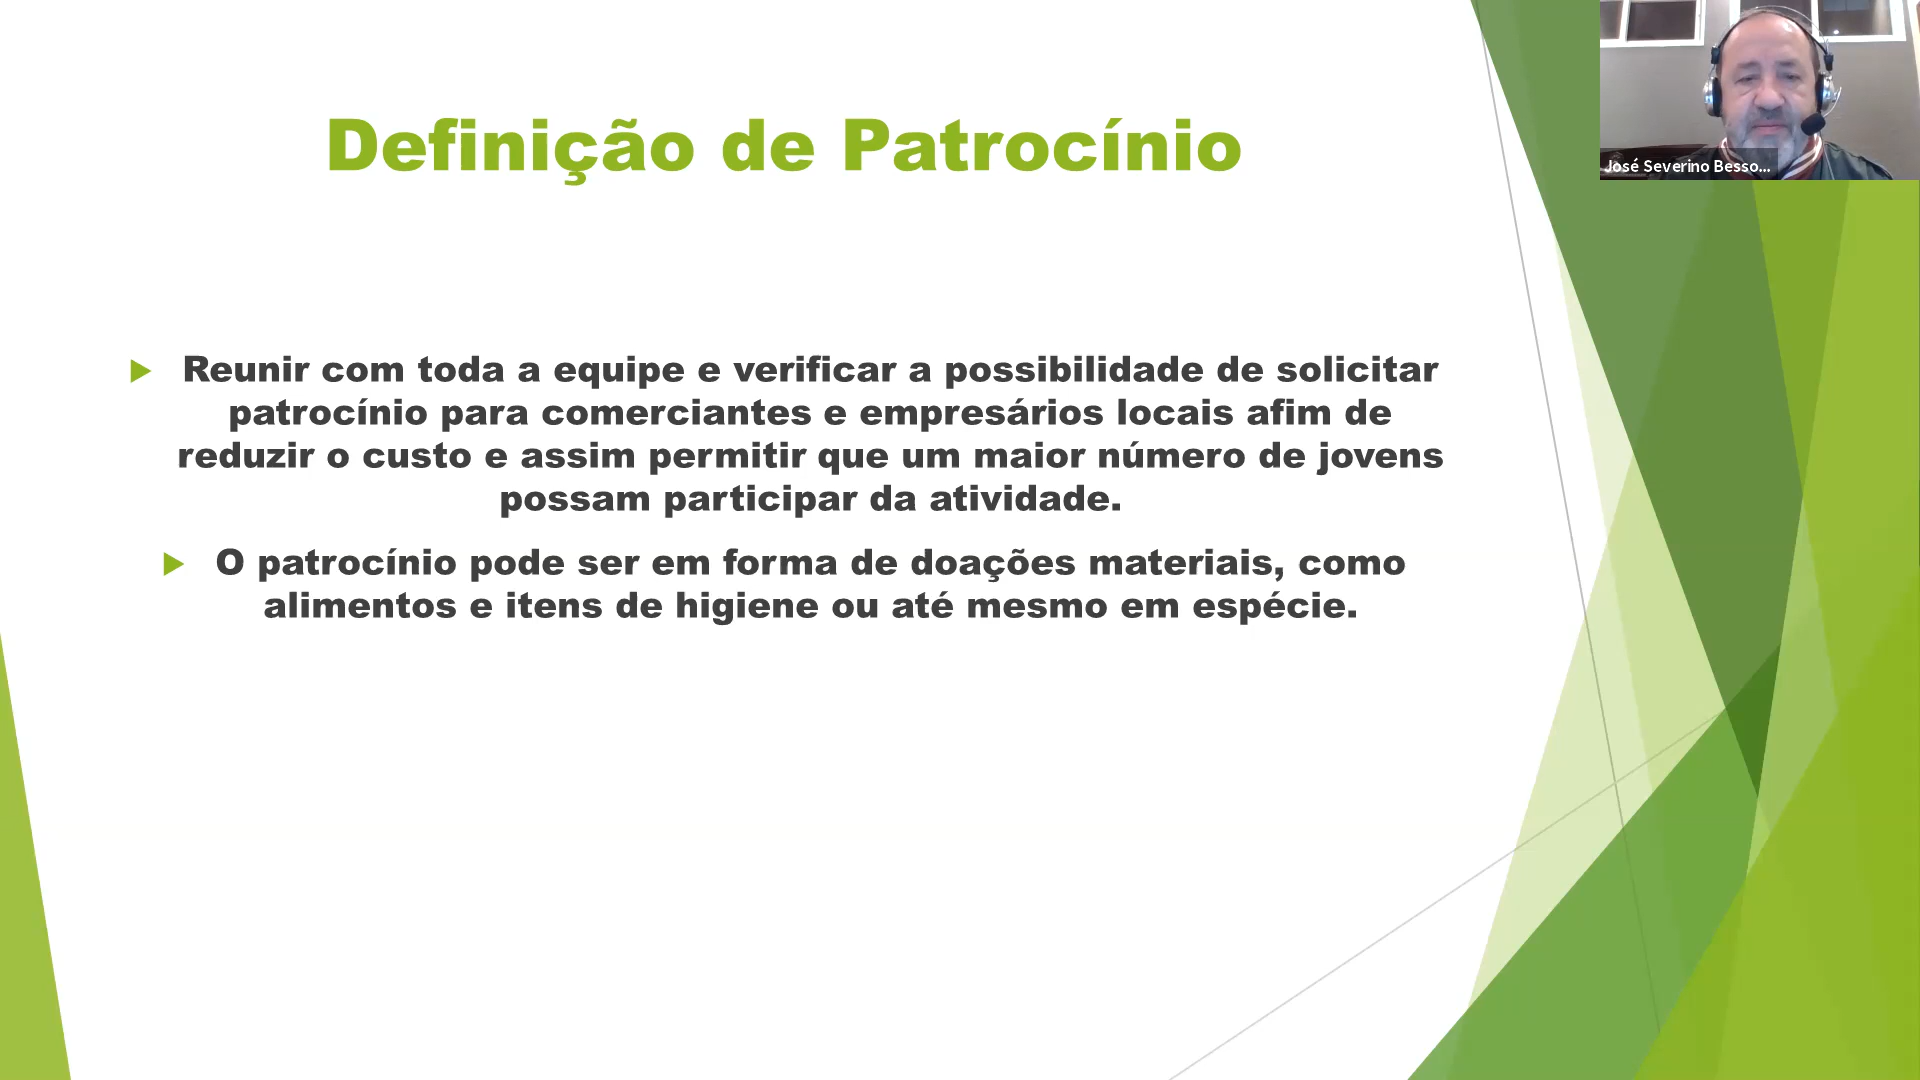 Definição de Patrocínio
José Severino Besso...
Reunir com toda a equipe e verificar a possibilidade de solicitar
patrocínio para comerciantes e empresários locais afim de
reduzir o custo e assim permitir que um maior número de jovens
possam participar da atividade.
O patrocínio pode ser em forma de doações materiais, como
alimentos e itens de higiene ou até mesmo em espécie.